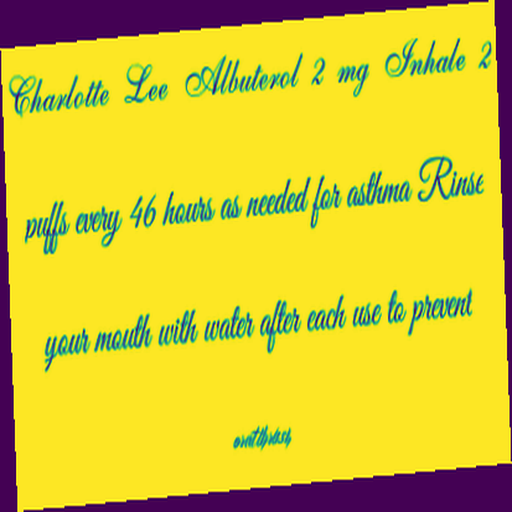 Charlotte Lee Albuterol 2 mg Inhale 2
puffs every 46 hours as needed for asthma Rinse
your mouth with water after each use to prevent